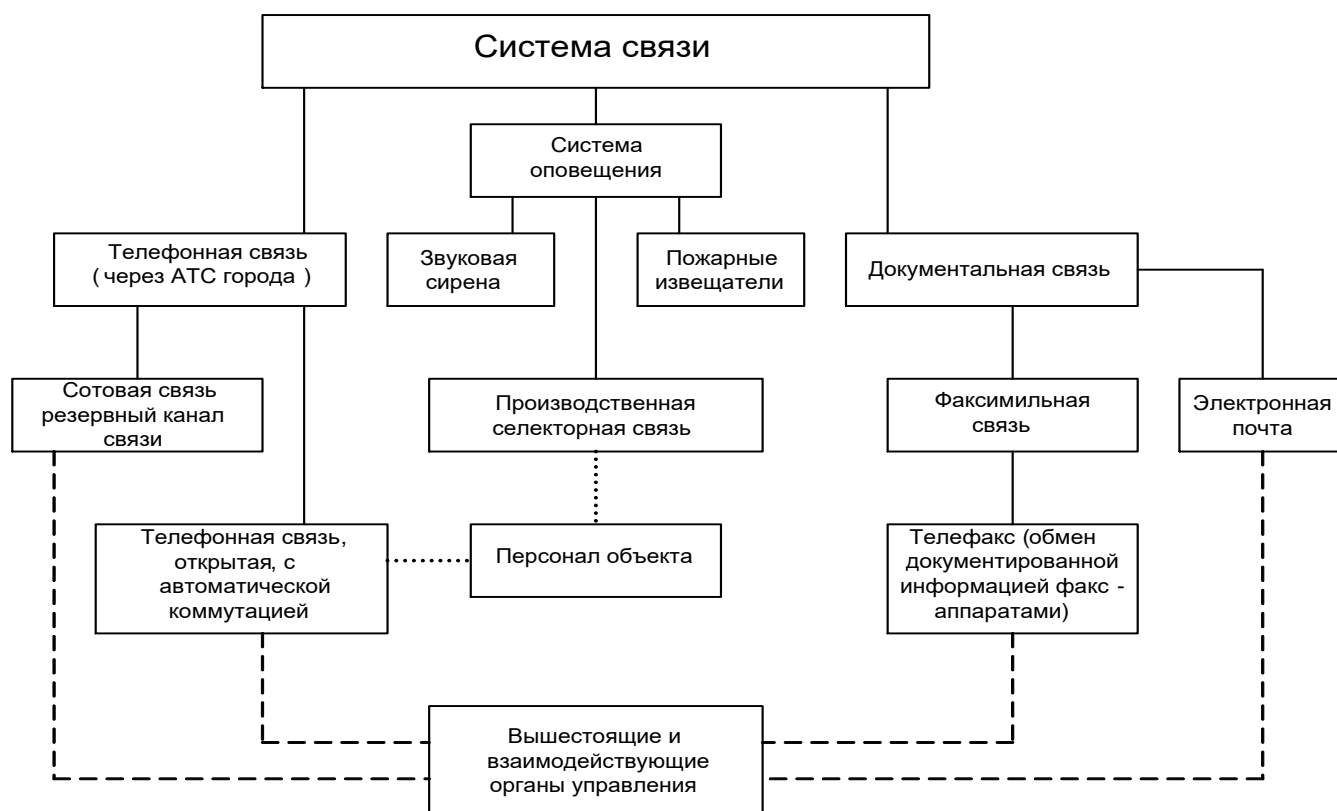 Система связи
Система
оповещения
Телефонная связь
( через АТС города )
Звуковая
сирена
Пожарные
извещатели
Документальная связь
Сотовая связь
резервный канал
связи
Производственная
селекторная связь
Факсимильная
связь
Электронная
почта
Телефонная связь,
открытая, с
автоматической
коммутацией
Персонал объекта
Телефакс (обмен
документированной
информацией факс -
аппаратами)
Вышестоящие и
взаимодействующие
органы управления